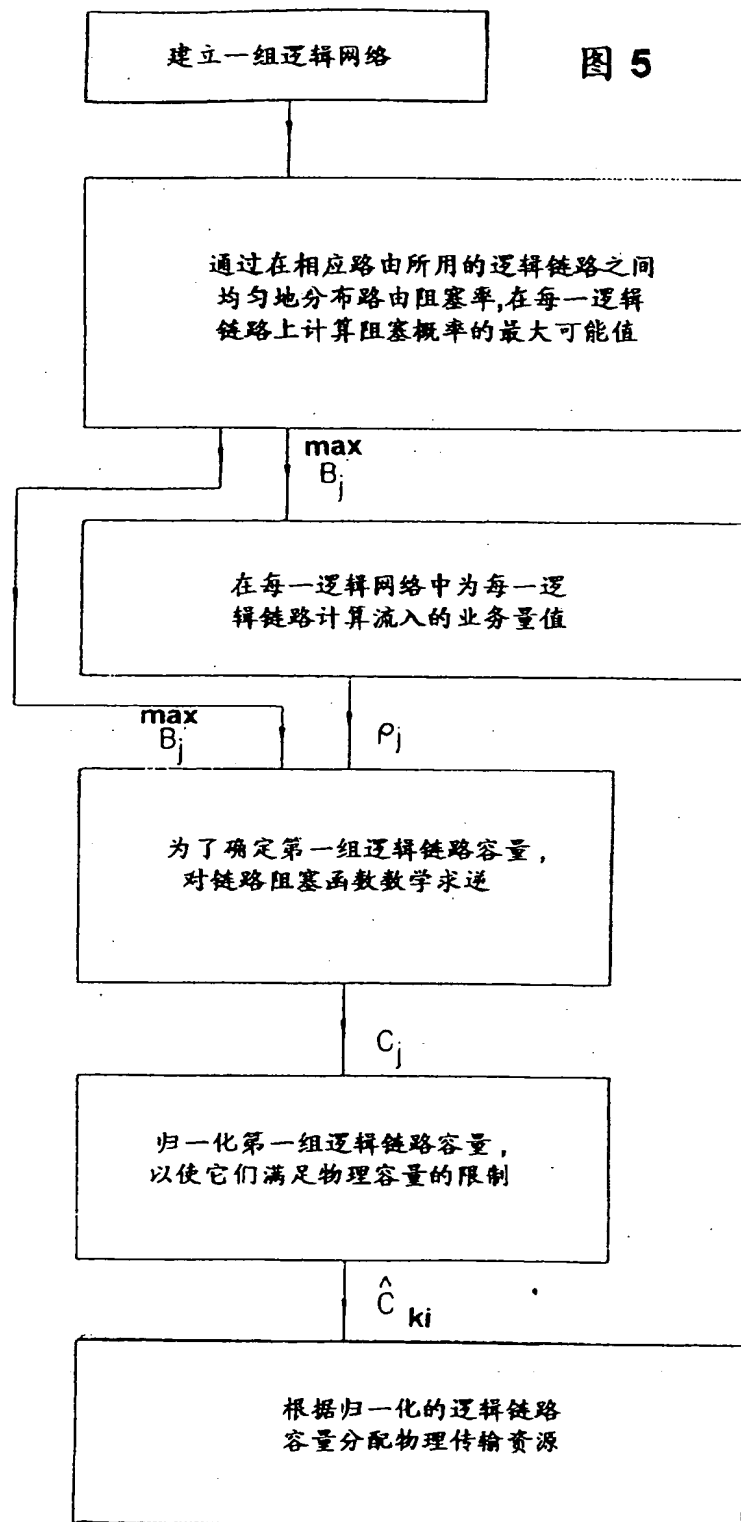 建立一组逻辑网络
图 5
通过在相应路由所用的逻辑链路之间
均匀地分布路由阻塞率,在每一逻辑
链路上计算阻塞概率的最大可能值
max
Bj
在每一逻辑网络中为每一逻
辑链路计算流入的业务量值
max
Bj
ρj
为了确定第一组逻辑链路容量,
对链路阻塞函数数学求逆
Cj
归一化第一组逻辑链路容量,
以使它们满足物理容量的限制
Ĉ ki
根据归一化的逻辑链路
容量分配物理传输资源